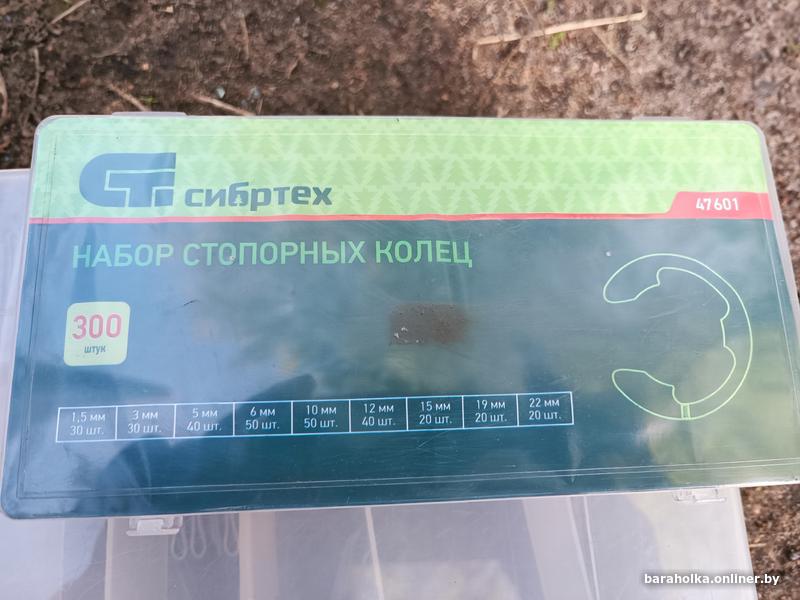 сибртех
47601
НАБОР СТОПОРНЫХ КОЛЕЦ
300
штук
1,5 мм 3 мм 5 мм 6 мм 10 мм 12 мм 15 мм 19 мм 22 мм
30 шт. 30 шт. 40 шт. 50 шт. 50 шт. 40 шт. 20 шт. 20 шт. 20 шт.
baraholka.onliner.by